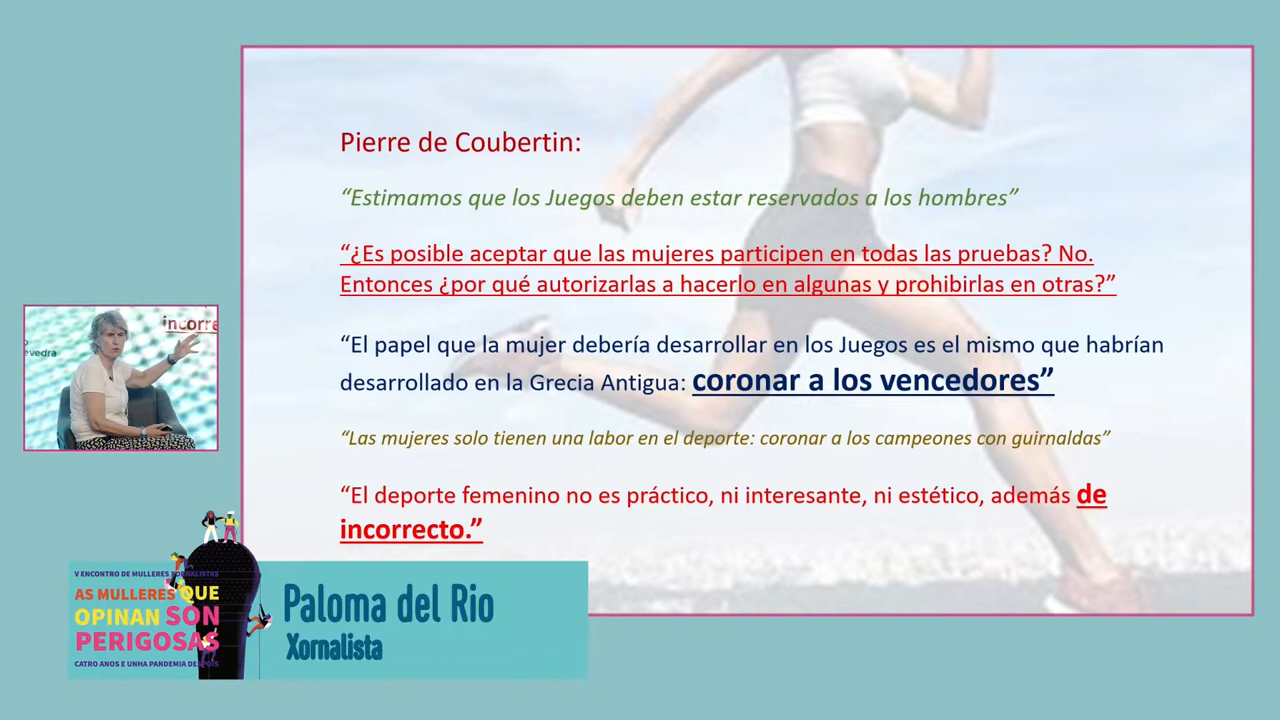 Pierre de Coubertin:
“Estimamos que los Juegos deben estar reservados a los hombres”
“¿Es posible aceptar que las mujeres participen en todas las pruebas? No.
Entonces ¿por qué autorizarlas a hacerlo en algunas y prohibirlas en otras?”
“El papel que la mujer debería desarrollar en los Juegos es el mismo que habrían
desarrollado en la Grecia Antigua: coronar a los vencedores”
“Las mujeres solo tienen una labor en el deporte: coronar a los campeones con guirnaldas”
“El deporte femenino no es práctico, ni interesante, ni estético, además de
incorrecto.”
incorre
evedra
V ENCONTRO DE MULLERES XORNALISTAS
AS MULLERES QUE
OPINAN SON
PERIGOSAS
CATRO ANOS E UNHA PANDEMIA DESPOIS
Paloma del Rio
Xornalista